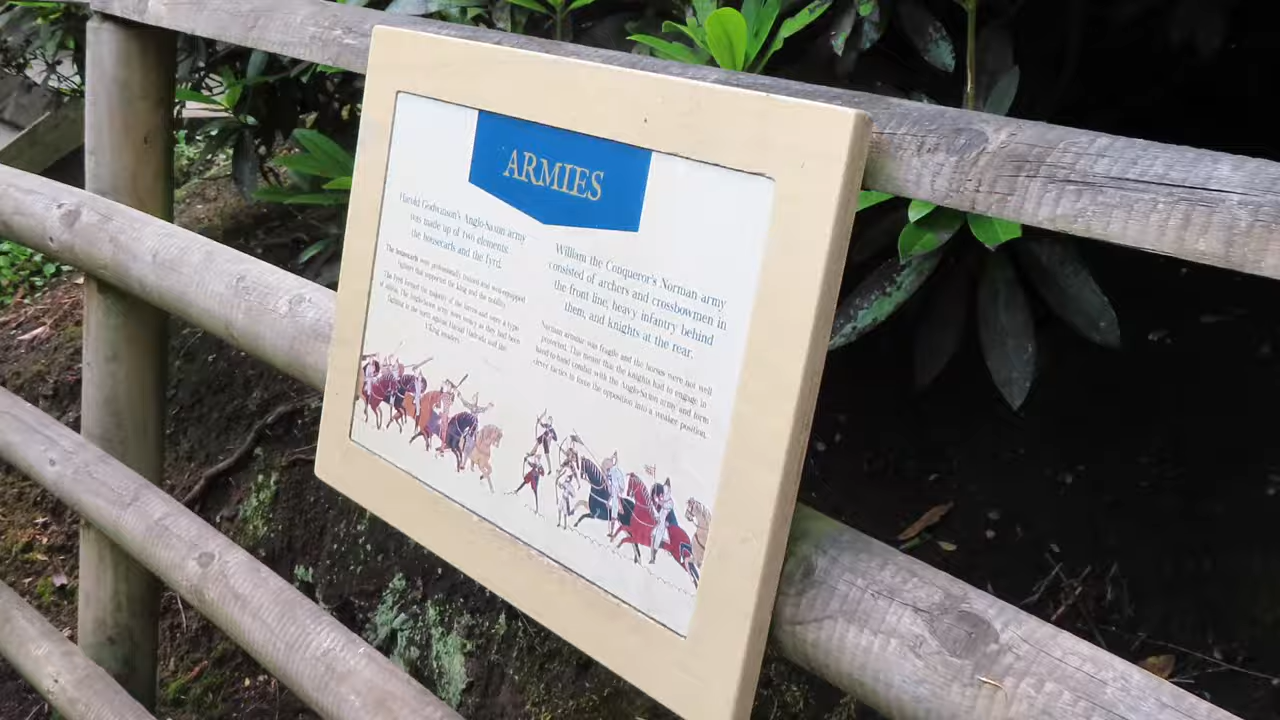 ARMIES
Harold Godwinson's Anglo-Saxon army
was made up of two elements:
the housecarls and the fyrd.
The housecarls were professionally trained and well-equipped
fighters that supported the king and the nobility.
The fyrd formed the majority of the forces and were a type
of militia. The Anglo-Saxon army were weary as they had been
fighting in the north against Harald Hadrada and the
Viking invaders.
William the Conqueror's Norman army
consisted of archers and crossbowmen in
the front line, heavy infantry behind
them, and knights at the rear.
Norman armour was fragile and the horses were not well
protected. This meant that the knights had to engage in
hand-to-hand combat with the Anglo-Saxon army and form
clever tactics to force the opposition into a weaker position.